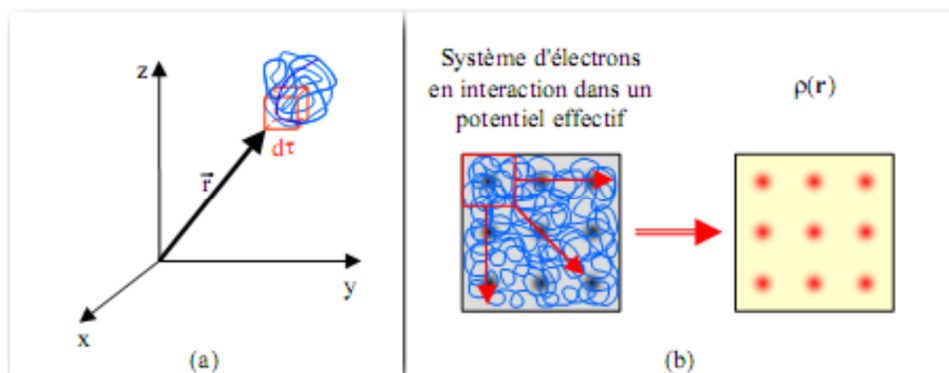 z
r
dτ
y
x
(a)
Système d'électrons
en interaction dans un
potentiel effectif
ρ(r)
(b)